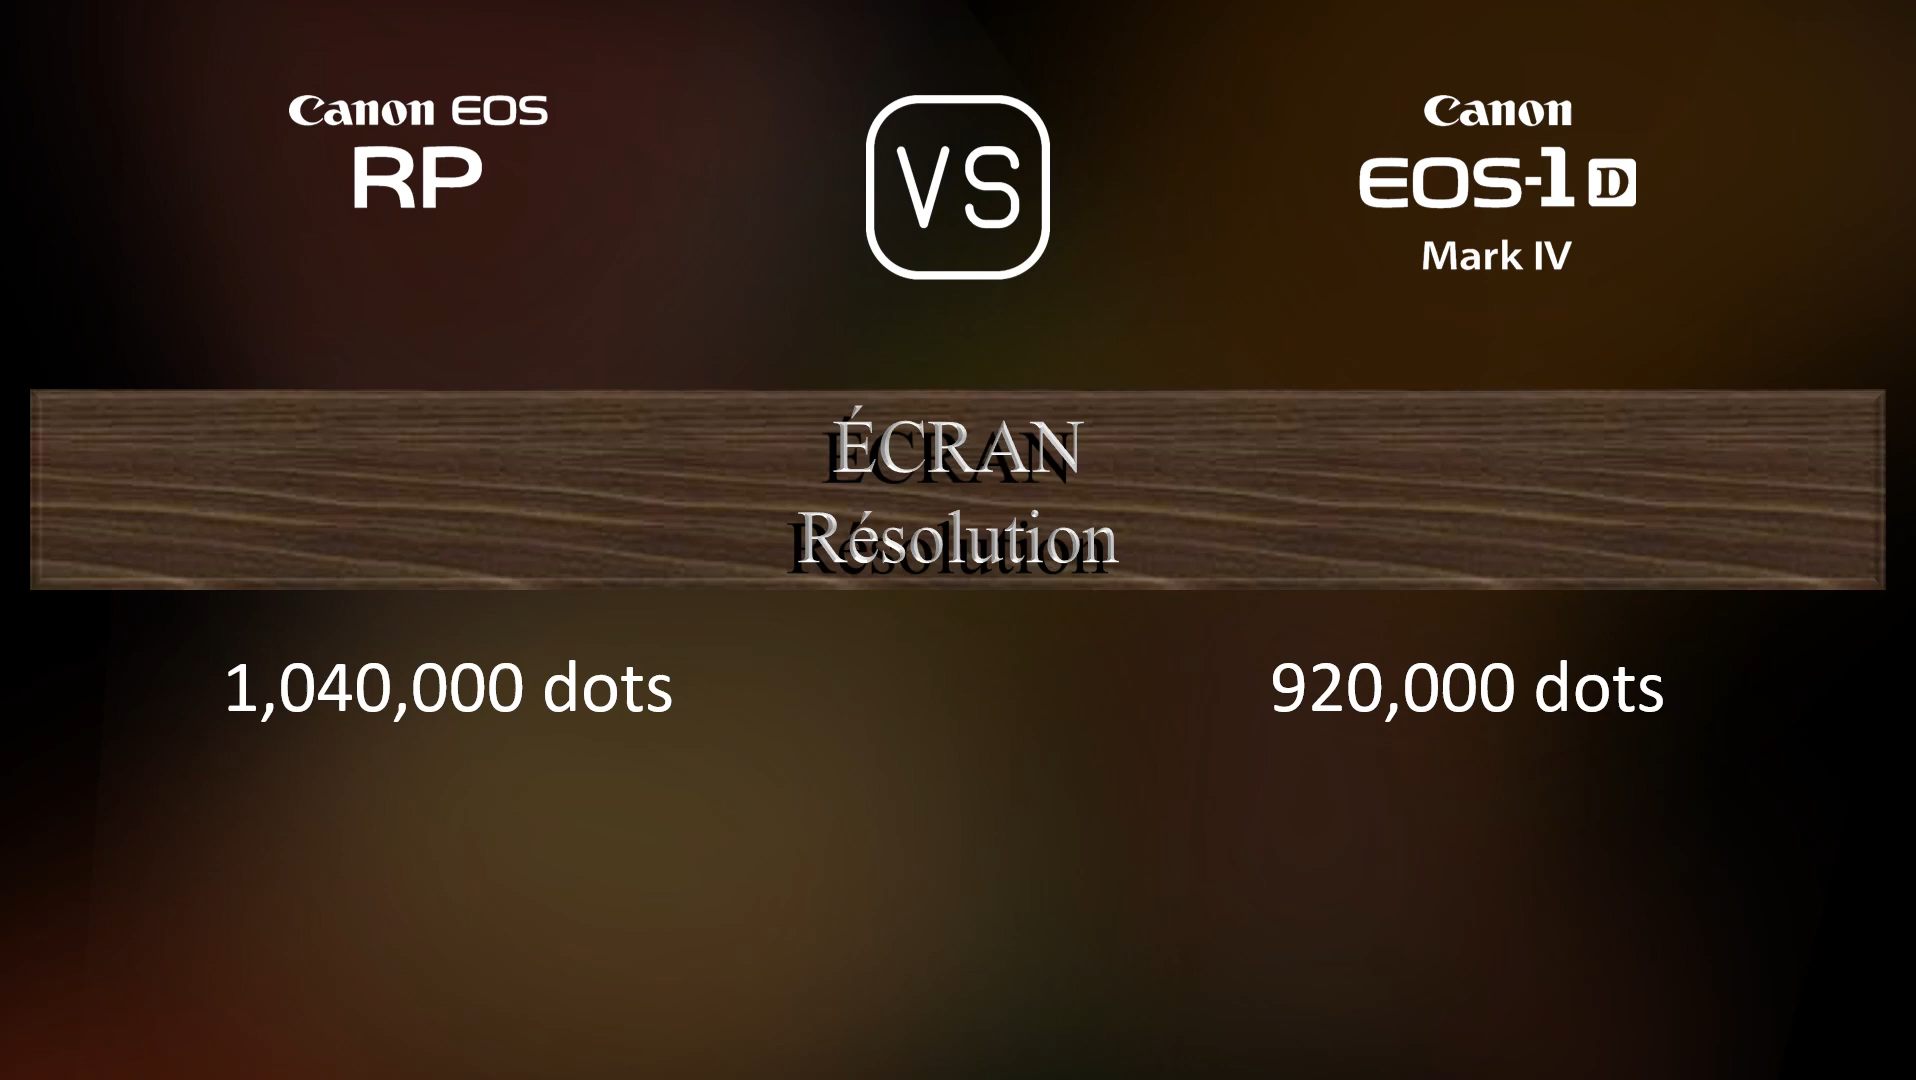 Canon EOS
RP
VS
Canon
EOS-1D
Mark IV
ÉCRAN
Résolution
1,040,000 dots
920,000 dots